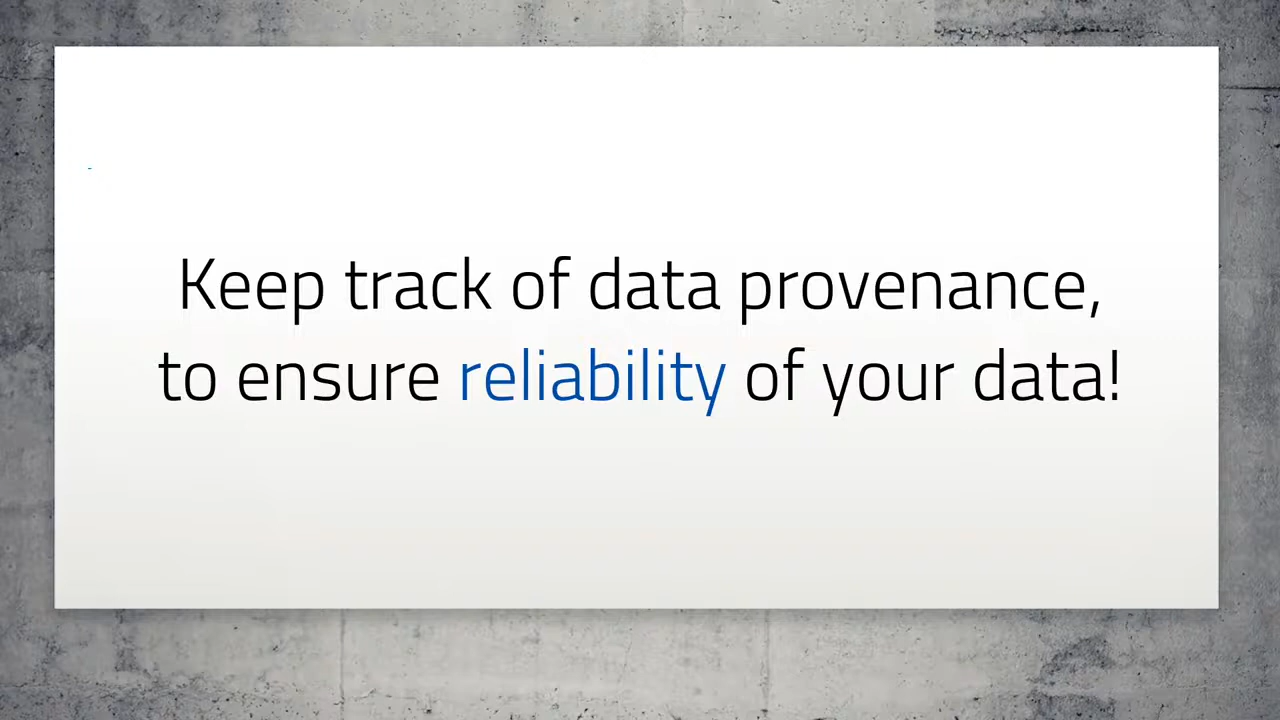 Keep track of data provenance,
to ensure reliability of your data!